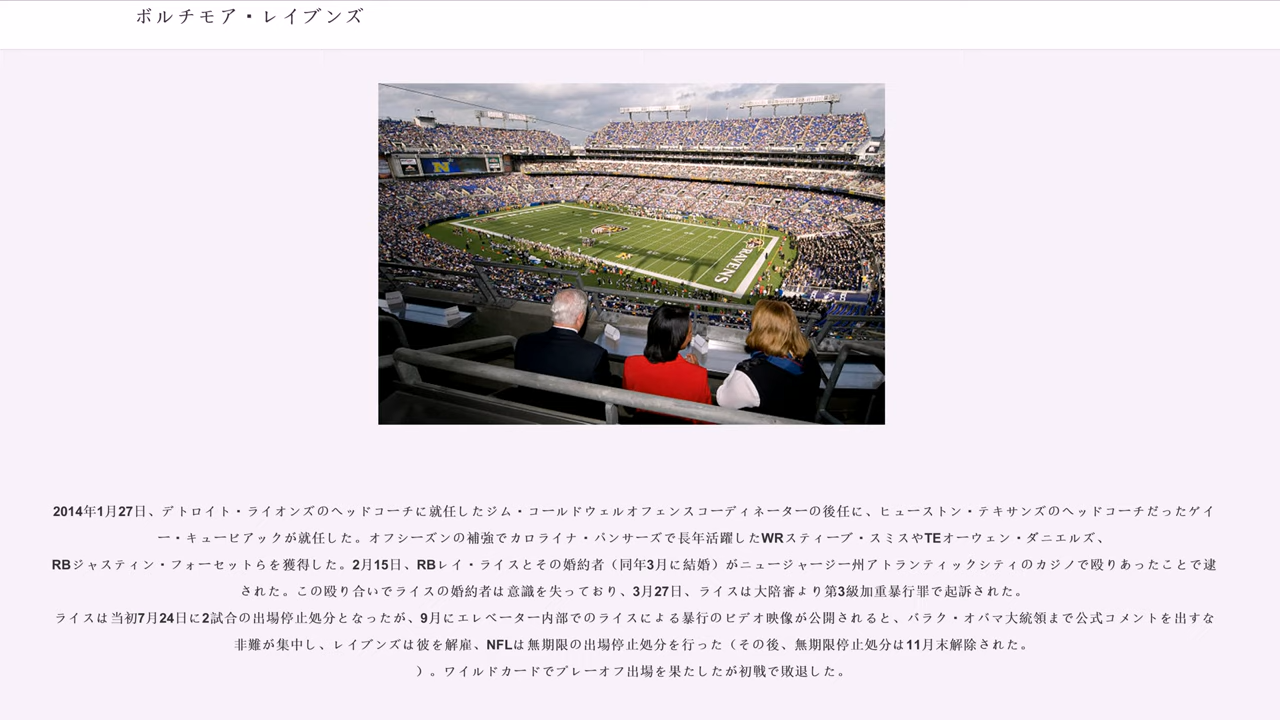 ボルチモア・レイブンズ
N
RAVENS
2014年1月27日、デトロイト・ライオンズのヘッドコーチに就任したジム・コールドウェルオフェンスコーディネーターの後任に、ヒューストン・テキサンズのヘッドコーチだったゲイ
ー・キュービアックが就任した。オフシーズンの補強でカロライナ・パンサーズで長年活躍したWRスティーブ・スミスやTEオーウェン・ダニエルズ、
RBジャスティン・フォーセットらを獲得した。2月15日、RBレイ・ライスとその婚約者（同年3月に結婚）がニュージャージー州アトランティックシティのカジノで殴りあったことで逮
された。この殴り合いでライスの婚約者は意識を失っており、3月27日、ライスは大陪審より第3級加重暴行罪で起訴された。
ライスは当初7月24日に2試合の出場停止処分となったが、9月にエレベーター内部でのライスによる暴行のビデオ映像が公開されると、バラク・オバマ大統領まで公式コメントを出すな
非難が集中し、レイブンズは彼を解雇、NFLは無期限の出場停止処分を行った（その後、無期限停止処分は11月末解除された。
）。ワイルドカードでプレーオフ出場を果たしたが初戦で敗退した。